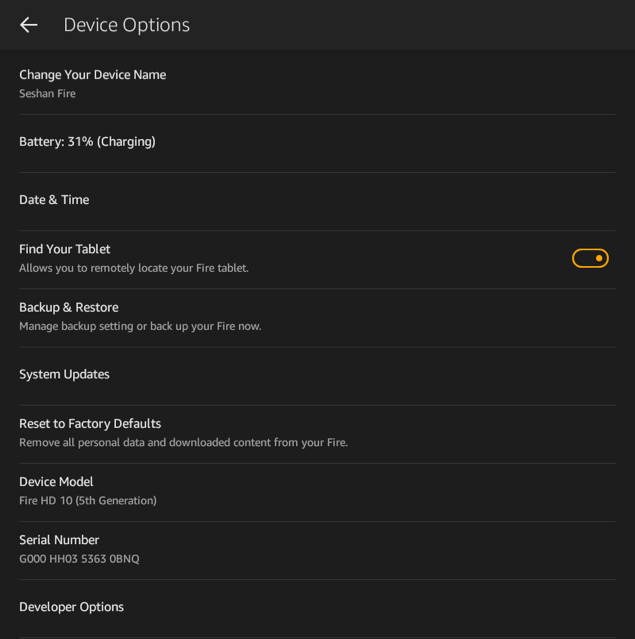 Device Options
Change Your Device Name
Seshan Fire
Battery: 31% (Charging)
Date & Time
Find Your Tablet
Allows you to remotely locate your Fire tablet.
Backup & Restore
Manage backup setting or back up your Fire now.
System Updates
Reset to Factory Defaults
Remove all personal data and downloaded content from your Fire.
Device Model
Fire HD 10 (5th Generation)
Serial Number
G000 HH03 5363 0BNQ
Developer Options